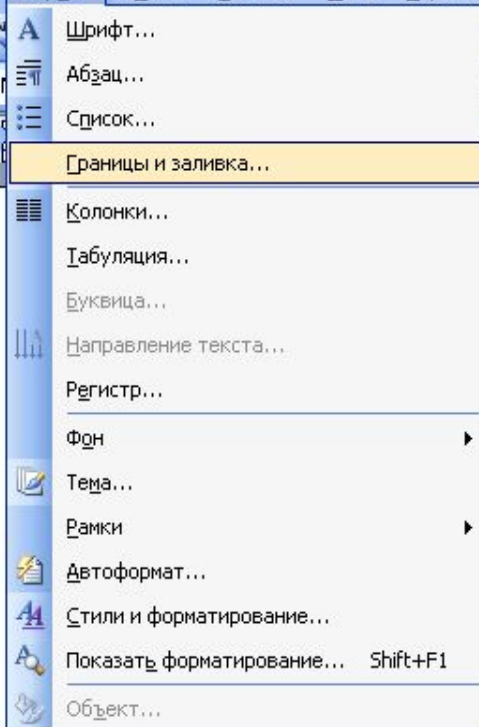 Шрифт...
Абзац...
Список...
Границы и заливка...
Колонки...
Табуляция...
Буквица...
Направление текста...
Регистр...
Фон
Тема...
Рамки
Автоформат...
Стили и форматирование...
Показать форматирование... Shift+F1
Объект...